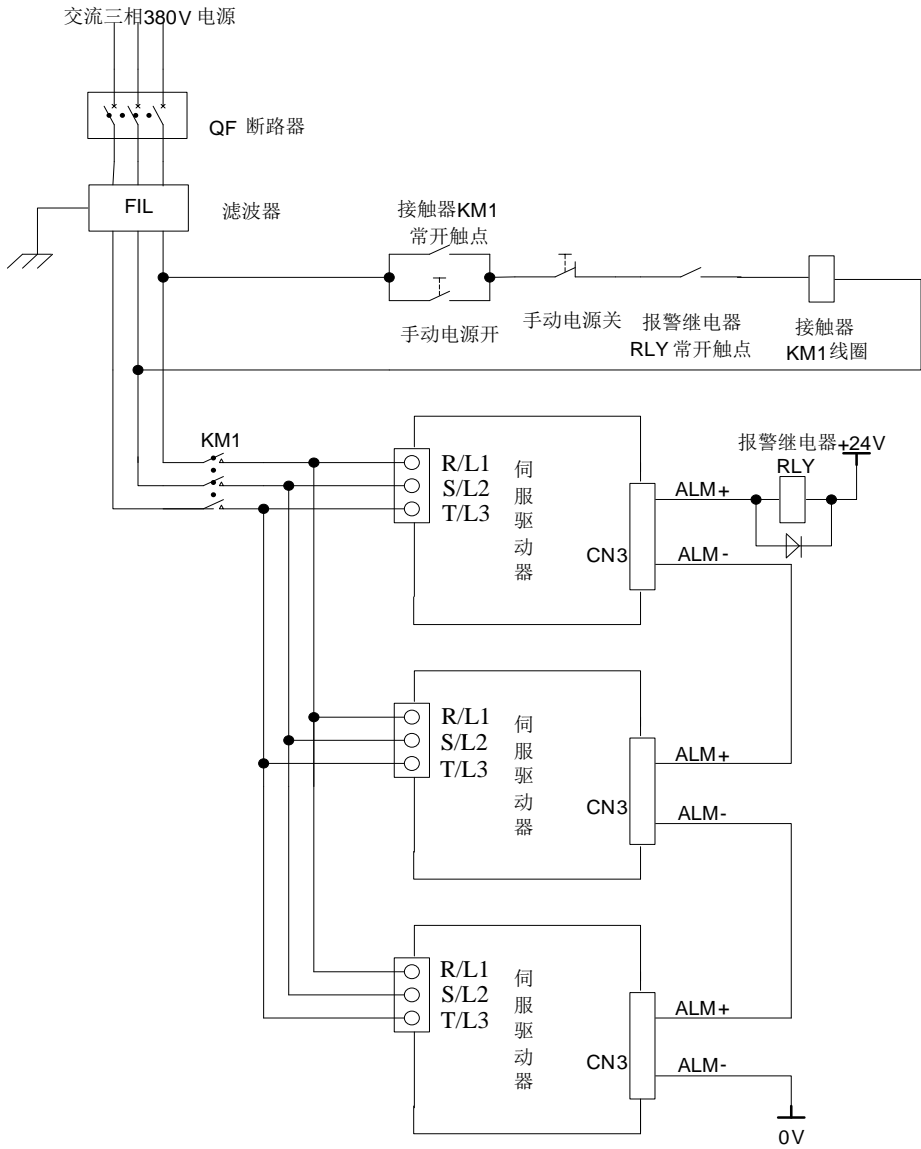 交流三相380V 电源
QF 断路器
FIL
滤波器
接触器KM1
常开触点
手动电源开
手动电源关
报警继电器
RLY 常开触点
接触器
KM1线圈
KM1
R/L1
S/L2
T/L3
伺服驱动器
CN3
ALM+
ALM-
报警继电器+24V
RLY
R/L1
S/L2
T/L3
伺服驱动器
CN3
ALM+
ALM-
R/L1
S/L2
T/L3
伺服驱动器
CN3
ALM+
ALM-
0V